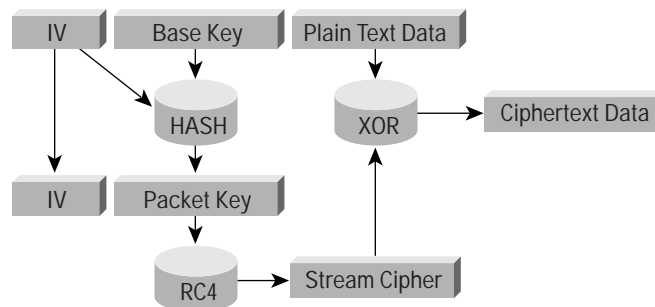 IV
Base Key
Plain Text Data
HASH
XOR
Ciphertext Data
IV
Packet Key
RC4
Stream Cipher